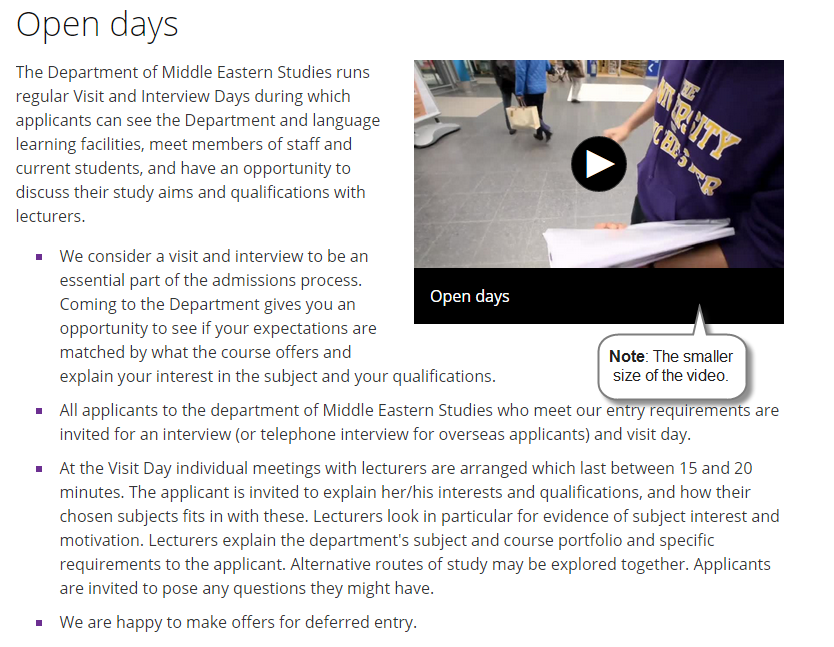 Open days
The Department of Middle Eastern Studies runs
regular Visit and Interview Days during which
applicants can see the Department and language
learning facilities, meet members of staff and
current students, and have an opportunity to
discuss their study aims and qualifications with
lecturers.
Open days
Note: The smaller
size of the video.
We consider a visit and interview to be an
essential part of the admissions process.
Coming to the Department gives you an
opportunity to see if your expectations are
matched by what the course offers and
explain your interest in the subject and your qualifications.
All applicants to the department of Middle Eastern Studies who meet our entry requirements are
invited for an interview (or telephone interview for overseas applicants) and visit day.
At the Visit Day individual meetings with lecturers are arranged which last between 15 and 20
minutes. The applicant is invited to explain her/his interests and qualifications, and how their
chosen subjects fits in with these. Lecturers look in particular for evidence of subject interest and
motivation. Lecturers explain the department's subject and course portfolio and specific
requirements to the applicant. Alternative routes of study may be explored together. Applicants
are invited to pose any questions they might have.
We are happy to make offers for deferred entry.